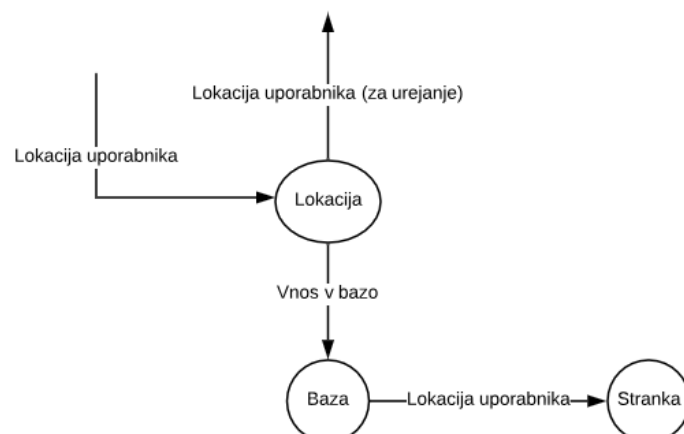 Lokacija uporabnika (za urejanje)
Lokacija uporabnika
Lokacija
Vnos v bazo
Baza
Lokacija uporabnika
Stranka